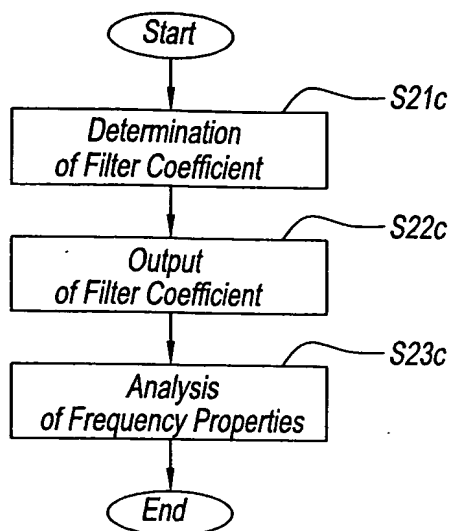 Start
S21c
Determination
of Filter Coefficient
S22c
Output
of Filter Coefficient
S23c
Analysis
of Frequency Properties
End